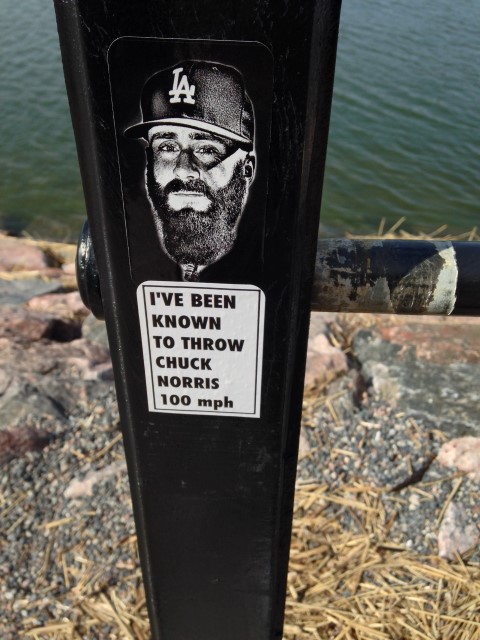 LA
I'VE BEEN
KNOWN
TO THROW
CHUCK
NORRIS
100 mph